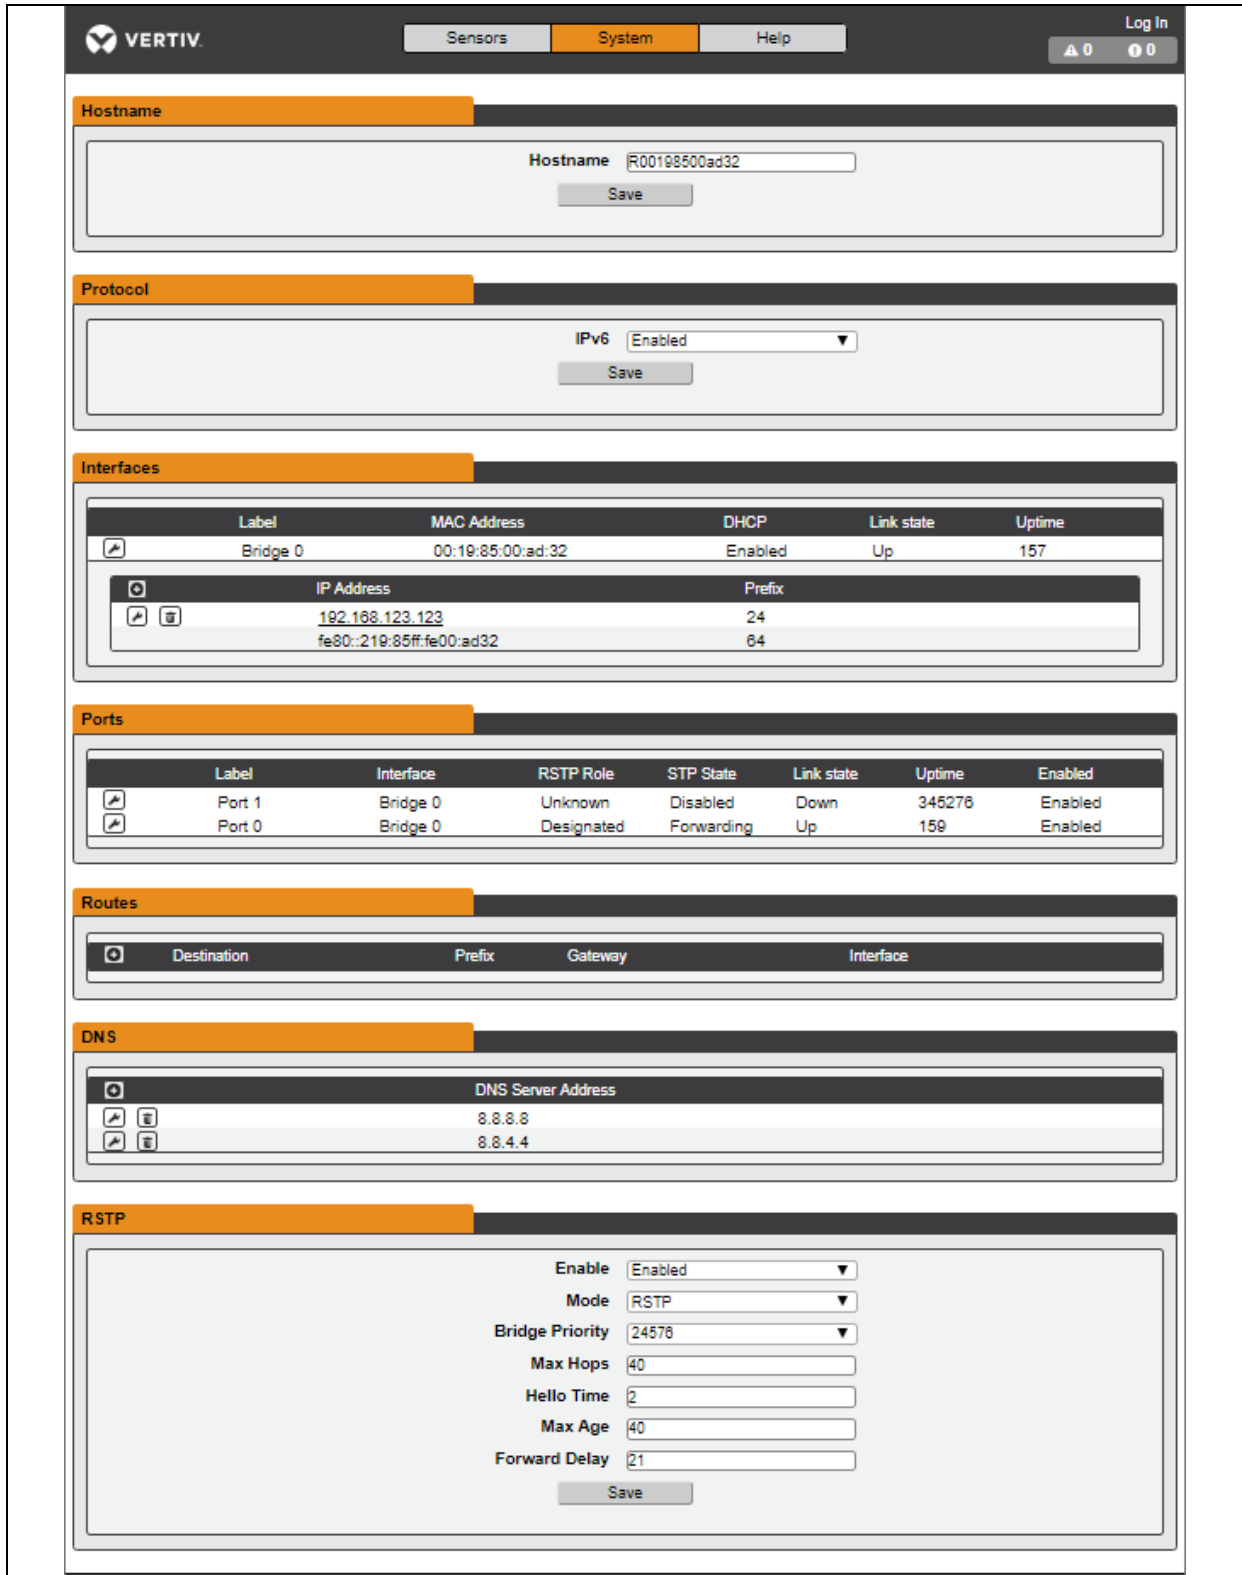 Log In
VERTIV.
Sensors System Help
0 0
Hostname
Hostname R00198500ad32
Save
Protocol
IPv6 Enabled
Save
Interfaces
Label MAC Address DHCP Link state Uptime
Bridge 0 00:19:85:00:ad:32 Enabled Up 157
IP Address Prefix
192.168.123.123 24
fe80::219:85ff:fe00:ad32 64
Ports
Label Interface RSTP Role STP State Link state Uptime Enabled
Port 1 Bridge 0 Unknown Disabled Down 345276 Enabled
Port 0 Bridge 0 Designated Forwarding Up 159 Enabled
Routes
Destination Prefix Gateway Interface
DNS
DNS Server Address
8.8.8.8
8.8.4.4
RSTP
Enable Enabled
Mode RSTP
Bridge Priority 24576
Max Hops 40
Hello Time 2
Max Age 40
Forward Delay 21
Save